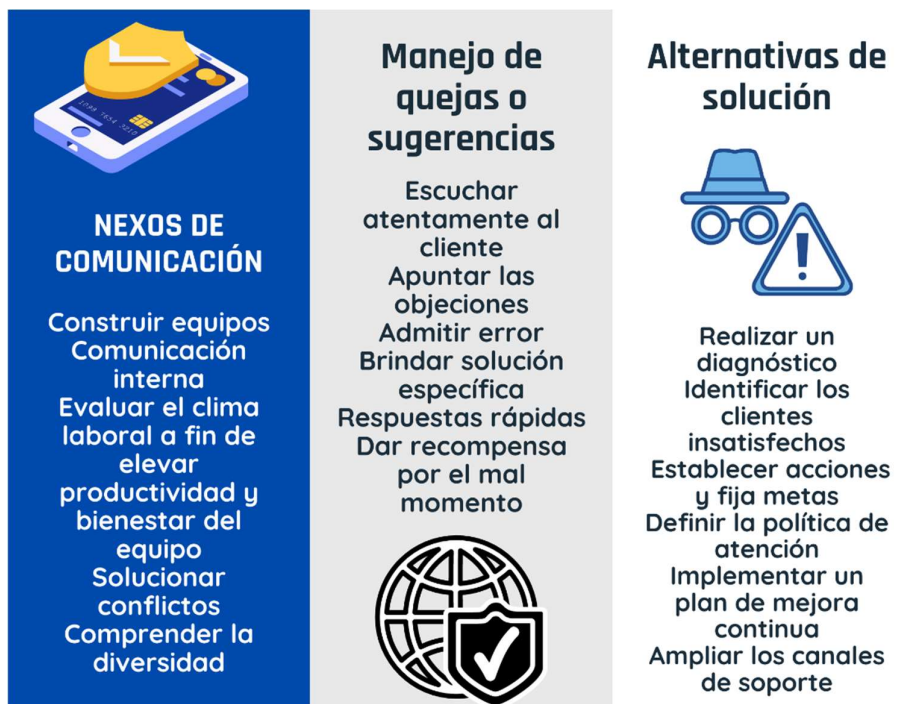 1098 7654 3210
NEXOS DE
COMUNICACIÓN
Construir equipos
Comunicación
interna
Evaluar el clima
laboral a fin de
elevar
productividad y
bienestar del
equipo
Solucionar
conflictos
Comprender la
diversidad
Manejo de
quejas o
sugerencias
Escuchar
atentamente al
cliente
Apuntar las
objeciones
Admitir error
Brindar solución
específica
Respuestas rápidas
Dar recompensa
por el mal
momento
Alternativas de
solución
Realizar un
diagnóstico
Identificar los
clientes
insatisfechos
Establecer acciones
y fija metas
Definir la política de
atención
Implementar un
plan de mejora
continua
Ampliar los canales
de soporte